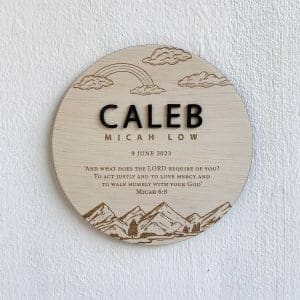 CALEB
MICAH LOW
9 JUNE 2023
"AND WHAT DOES THE LORD REQUIRE OF YOU?
TO ACT JUSTLY AND TO LOVE MERCY AND
TO WALK HUMBLY WITH YOUR GOD"
MICAH 6:8